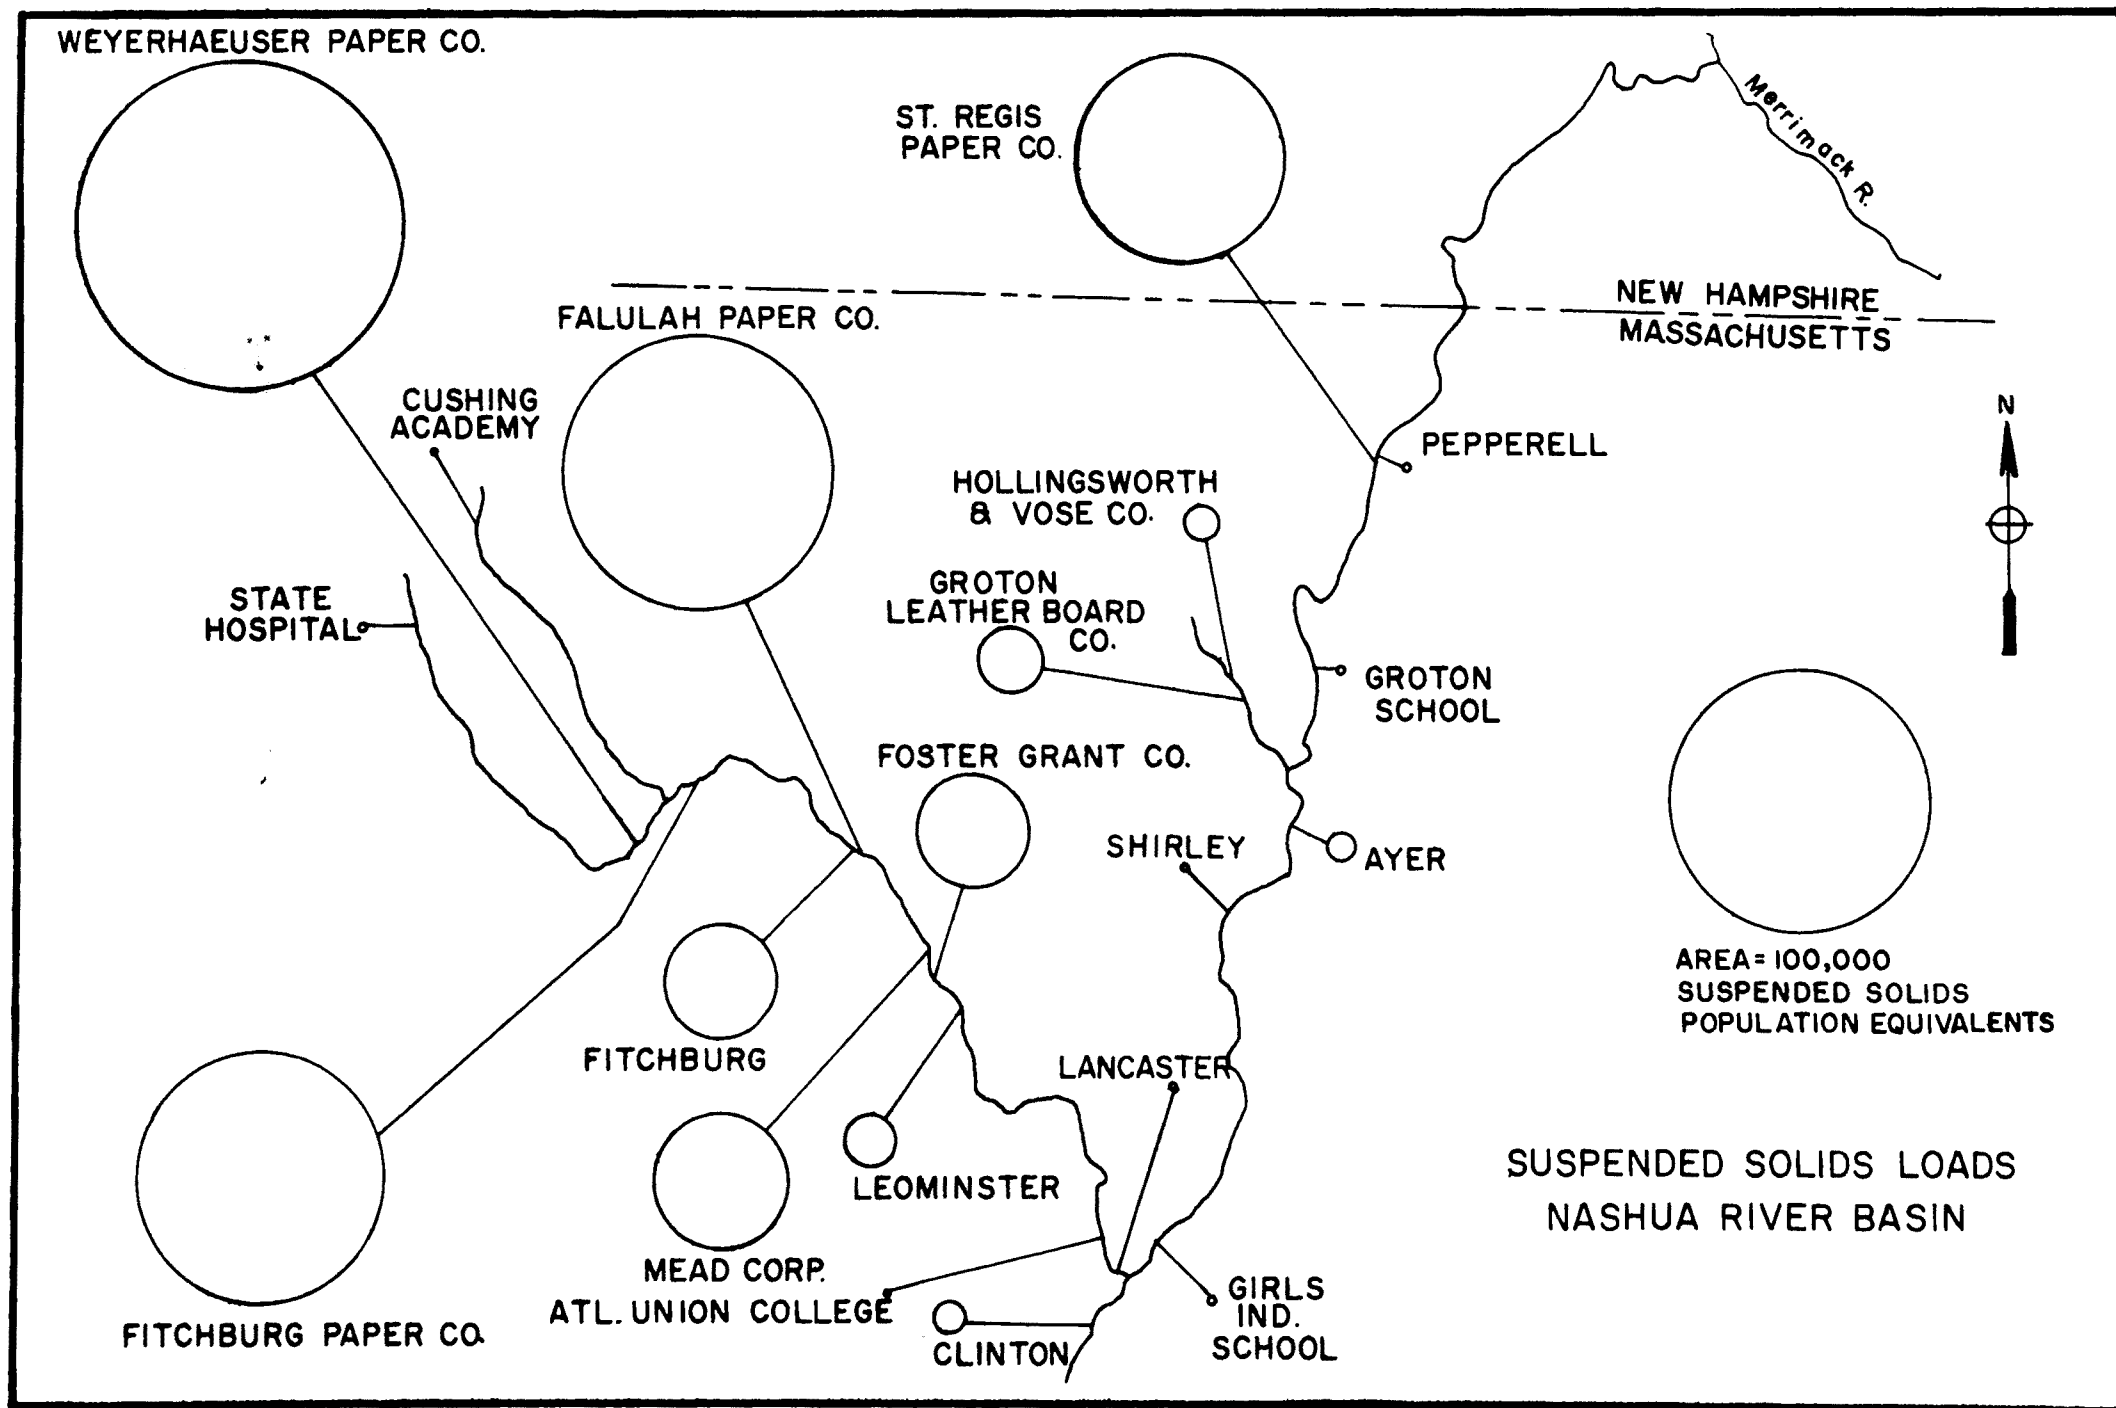 WEYERHAEUSER PAPER CO.
ST. REGIS
PAPER CO.
Merrimack R.
NEW HAMPSHIRE
MASSACHUSETTS
FALULAH PAPER CO.
CUSHING
ACADEMY
N
PEPPERELL
HOLLINGSWORTH
& VOSE CO.
STATE
HOSPITAL
GROTON
LEATHER BOARD
CO.
GROTON
SCHOOL
FOSTER GRANT CO.
SHIRLEY
AYER
AREA = 100,000
SUSPENDED SOLIDS
POPULATION EQUIVALENTS
FITCHBURG
LANCASTER
LEOMINSTER
SUSPENDED SOLIDS LOADS
NASHUA RIVER BASIN
MEAD CORP.
ATL. UNION COLLEGE
GIRLS
IND.
SCHOOL
FITCHBURG PAPER CO.
CLINTON